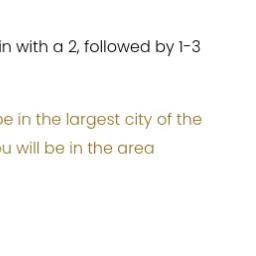 in with a 2, followed by 1-3
be in the largest city of the
ou will be in the area